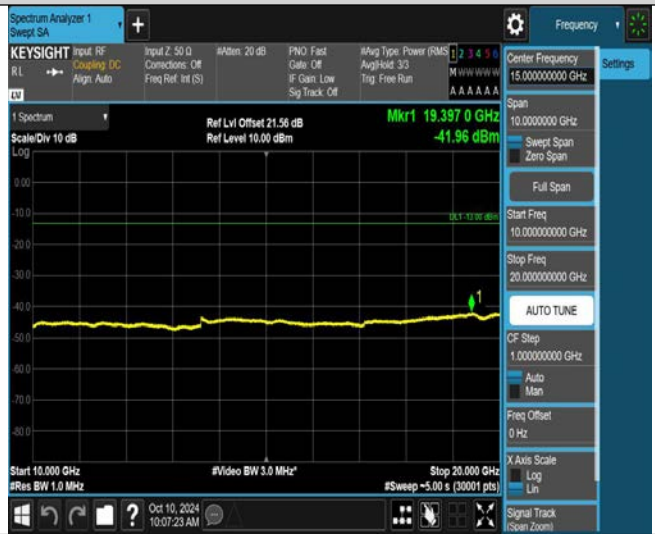 Spectrum Analyzer 1
Swept SA
+
Frequency
KEYSIGHT
RL
LVI
Input: RF
Coupling: DC
Align: Auto
Input Z: 50 Ω
Corrections: Off
Freq Ref: Int (S)
#Atten: 20 dB
PNO: Fast
Gate: Off
IF Gain: Low
Sig Track: Off
#Avg Type: Power (RMS
Avg|Hold: 3/3
Trig: Free Run
1 2 3 4 5 6
M W W W W W
A A A A A A
1 Spectrum
Scale/Div 10 dB
Log
Ref Lvl Offset 21.56 dB
Ref Level 10.00 dBm
Mkr1 19.397 0 GHz
-41.96 dBm
0.00
-10.0
DL1 -13.00 dBm
-20.0
-30.0
-40.0
1
-50.0
-60.0
-70.0
-80.0
Start 10.000 GHz
#Res BW 1.0 MHz
#Video BW 3.0 MHz*
Stop 20.000 GHz
#Sweep ~5.00 s (30001 pts)
?
Oct 10, 2024
10:07:23 AM
Center Frequency
15.000000000 GHz
Settings
Span
10.0000000 GHz
Swept Span
Zero Span
Full Span
Start Freq
10.000000000 GHz
Stop Freq
20.000000000 GHz
AUTO TUNE
CF Step
1.000000000 GHz
Auto
Man
Freq Offset
0 Hz
X Axis Scale
Log
Lin
Signal Track
(Span Zoom)